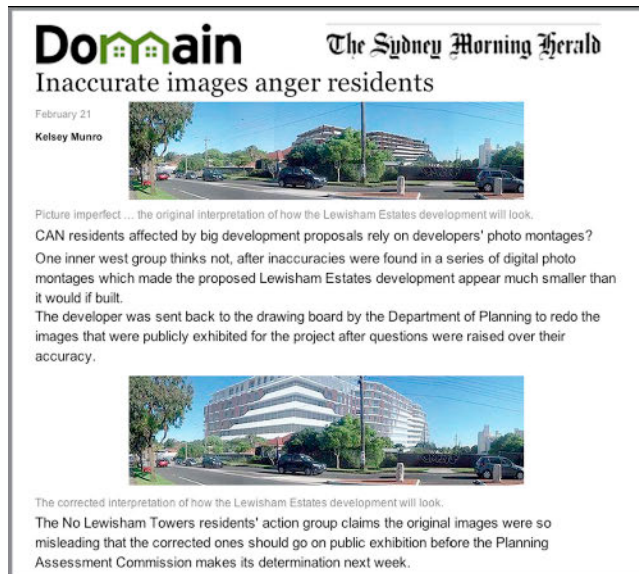 Domain
The Sydney Morning Herald
Inaccurate images anger residents
February 21
Kelsey Munro
Picture imperfect ... the original interpretation of how the Lewisham Estates development will look.
CAN residents affected by big development proposals rely on developers' photo montages?
One inner west group thinks not, after inaccuracies were found in a series of digital photo
montages which made the proposed Lewisham Estates development appear much smaller than
it would if built.
The developer was sent back to the drawing board by the Department of Planning to redo the
images that were publicly exhibited for the project after questions were raised over their
accuracy.
The corrected interpretation of how the Lewisham Estates development will look.
The No Lewisham Towers residents' action group claims the original images were so
misleading that the corrected ones should go on public exhibition before the Planning
Assessment Commission makes its determination next week.